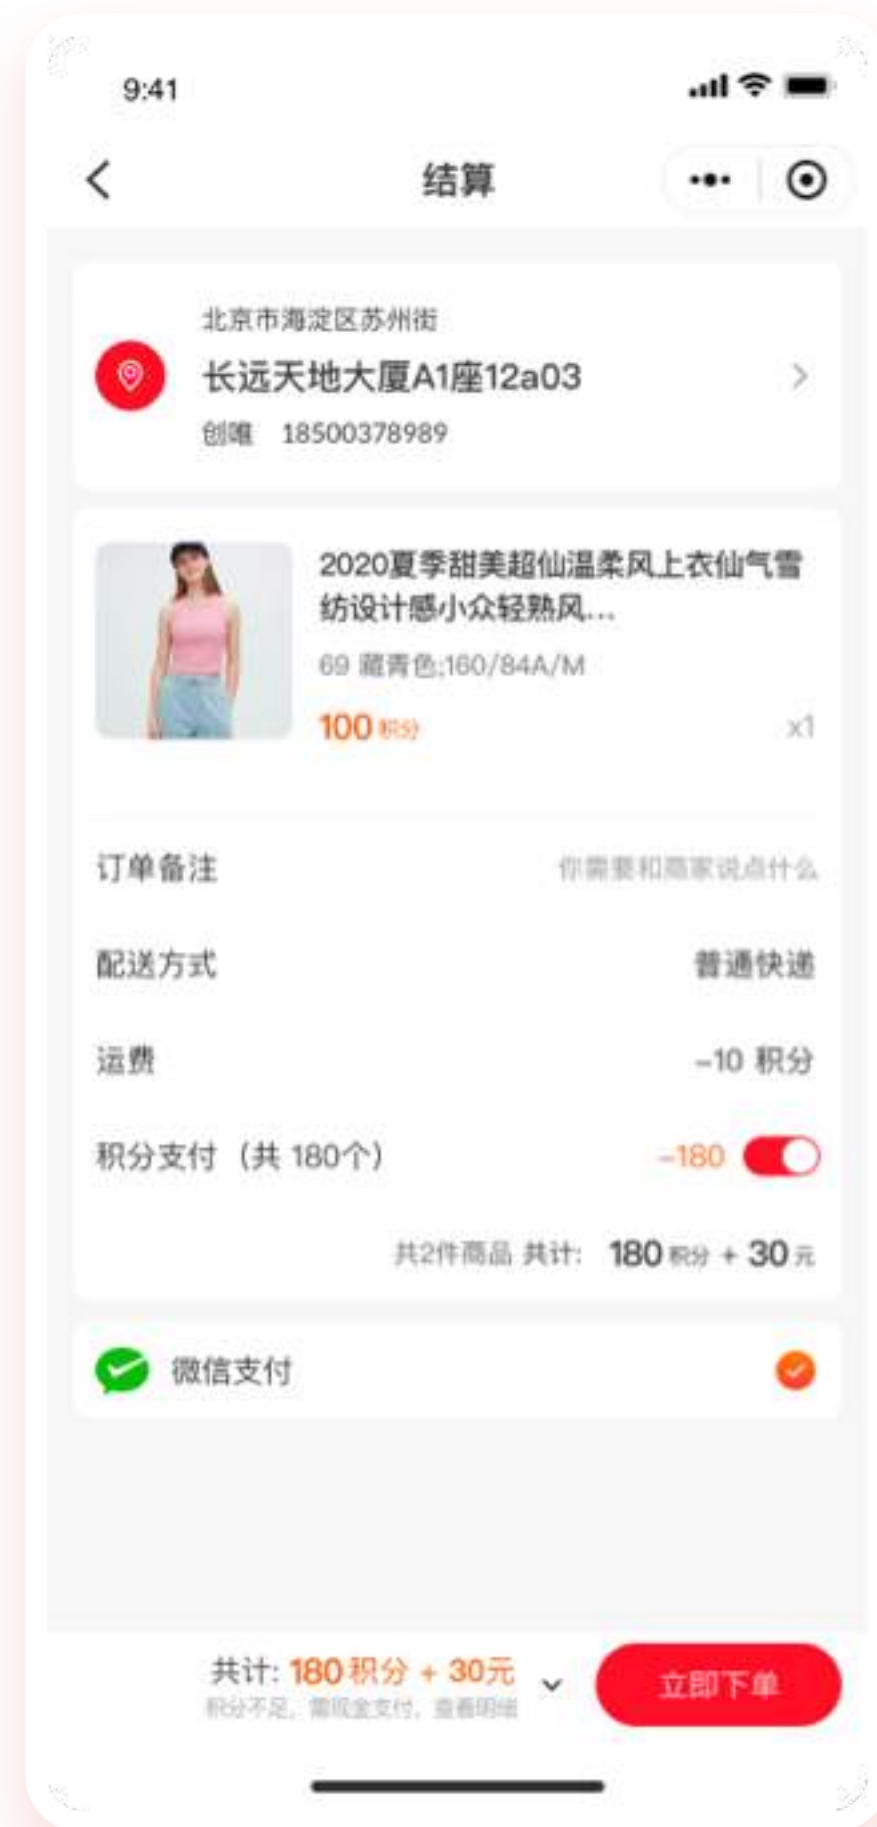 9:41
结算
北京市海淀区苏州街
长远天地大厦A1座12a03
创唯 18500378989
2020夏季甜美超仙温柔风上衣仙气雪
纺设计感小众轻熟风...
69 藏青色;160/84A/M
100 积分
x1
订单备注
你需要和商家说点什么
配送方式
普通快递
运费
-10 积分
积分支付（共 180个）
-180
共2件商品 共计: 180 积分 + 30 元
微信支付
共计: 180 积分 + 30元
积分不足，需现金支付，查看明细
立即下单